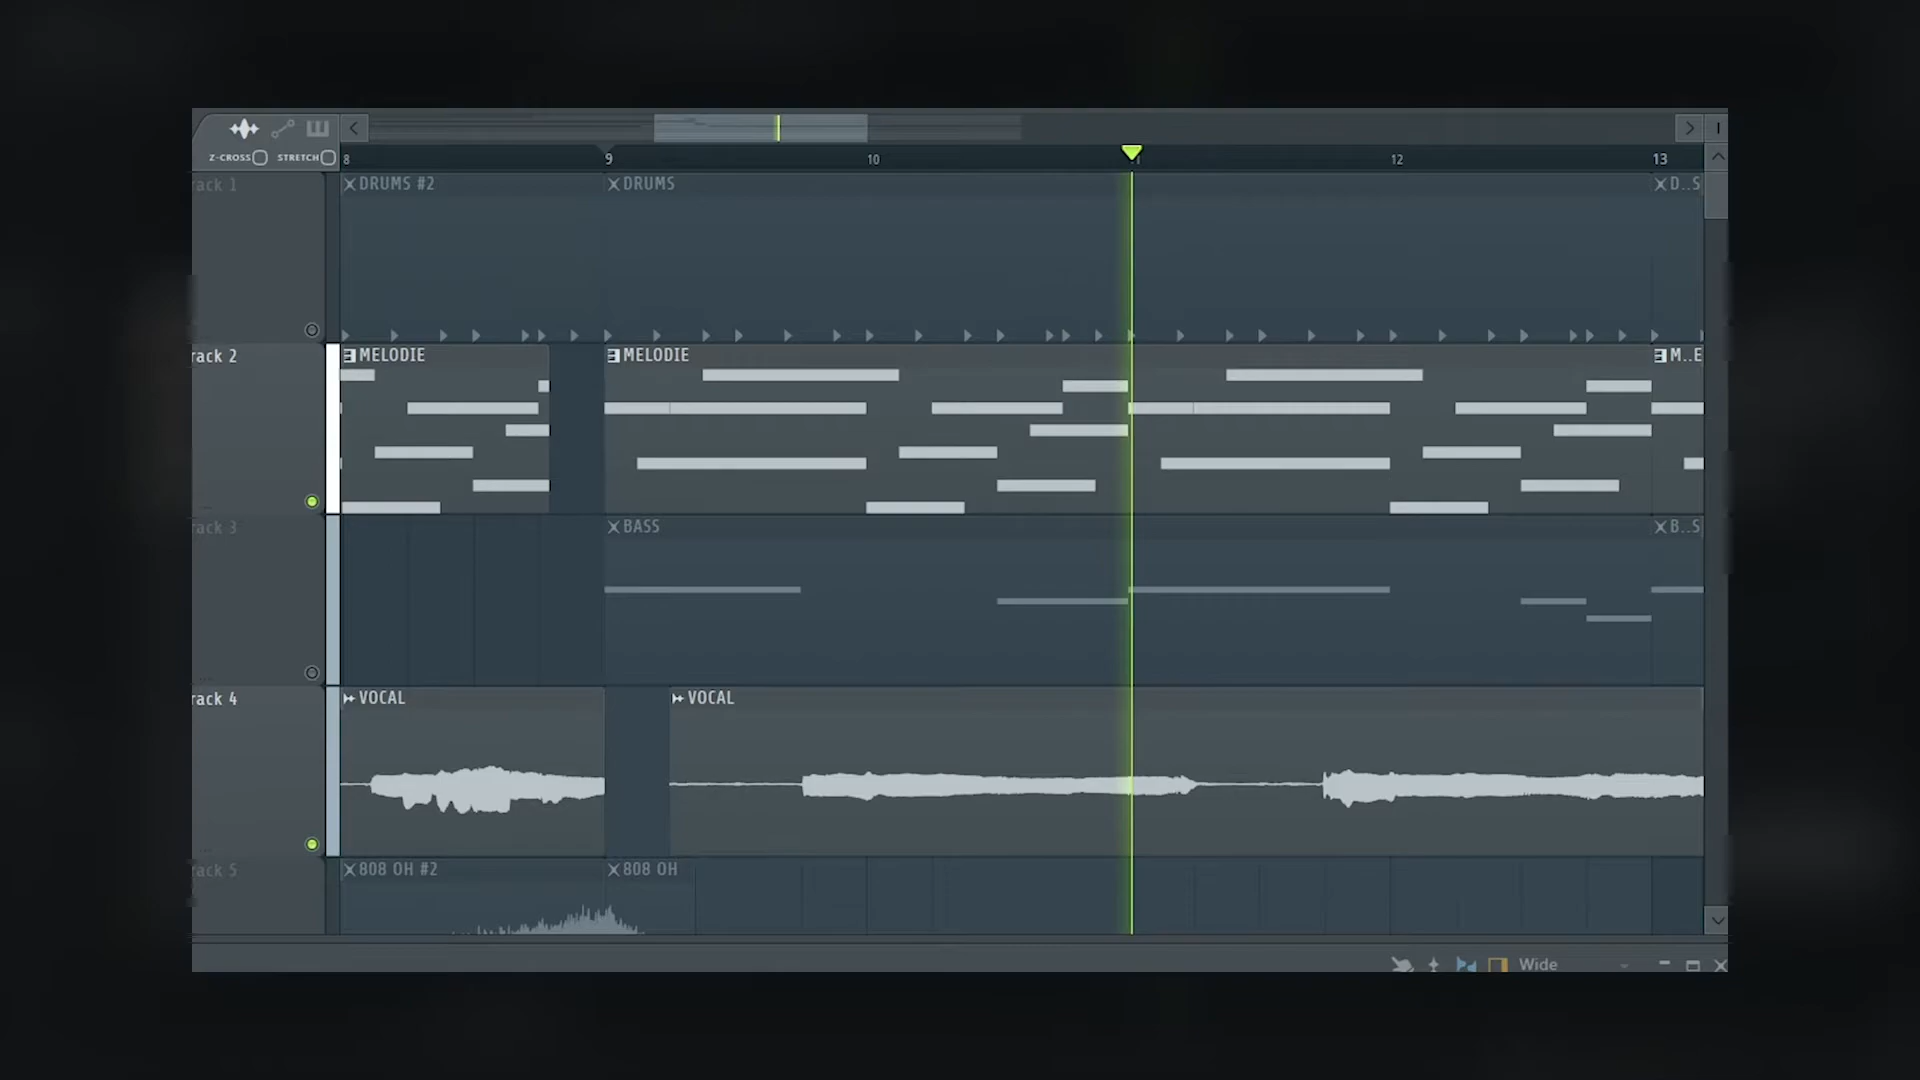 Z-CROSS STRETCH
8 9 10 11 12 13
rack 1
DRUMS #2 DRUMS D..S
rack 2
MELODIE MELODIE M..E
rack 3
BASS B..S
rack 4
VOCAL VOCAL
rack 5
808 OH #2 808 OH
Wide